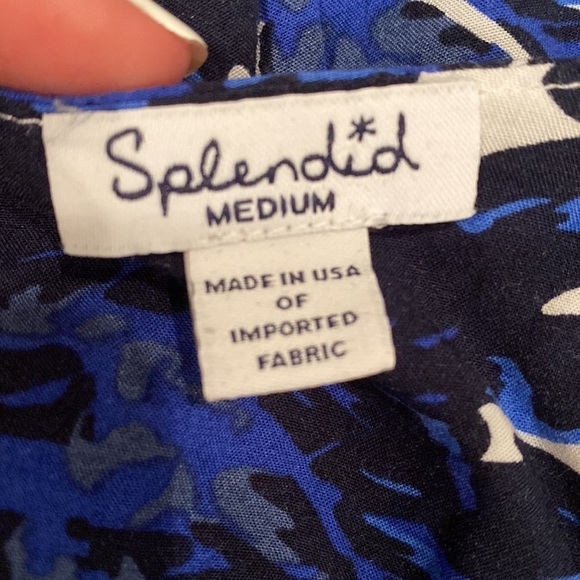 Splendid
MEDIUM
MADE IN USA
OF
IMPORTED
FABRIC